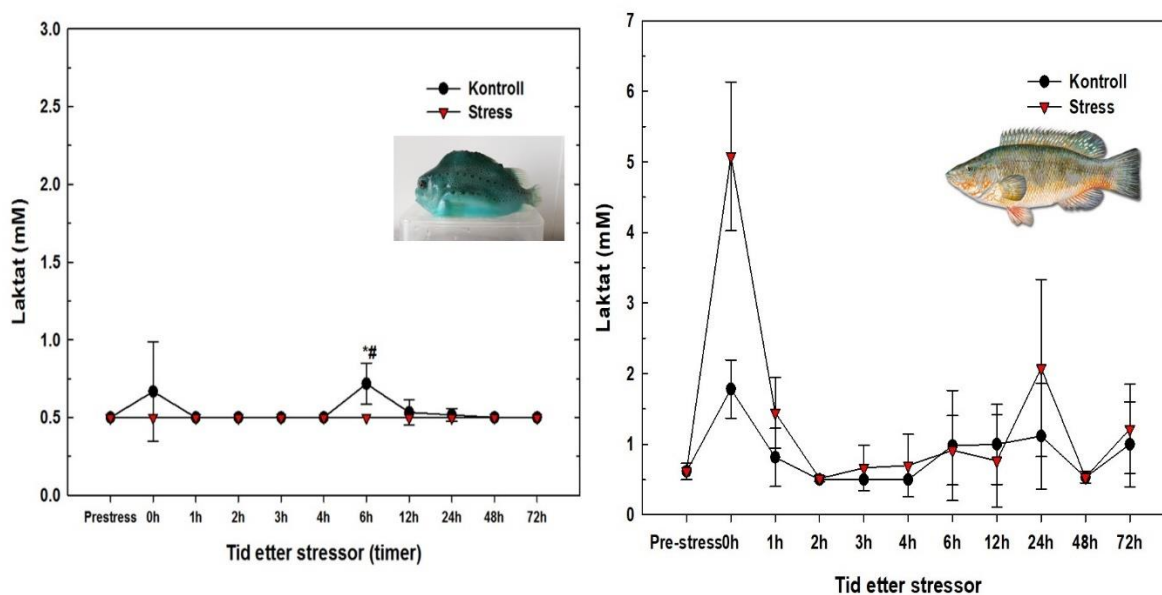 3.0
2.5
2.0
1.5
1.0
0.5
0.0
Laktat (mM)
Kontroll
Stress
*#
Prestress 0h 1h 2h 3h 4h 6h 12h 24h 48h 72h
Tid etter stressor (timer)
7
6
5
4
3
2
1
0
Laktat (mM)
Kontroll
Stress
Pre-stress 0h 1h 2h 3h 4h 6h 12h 24h 48h 72h
Tid etter stressor